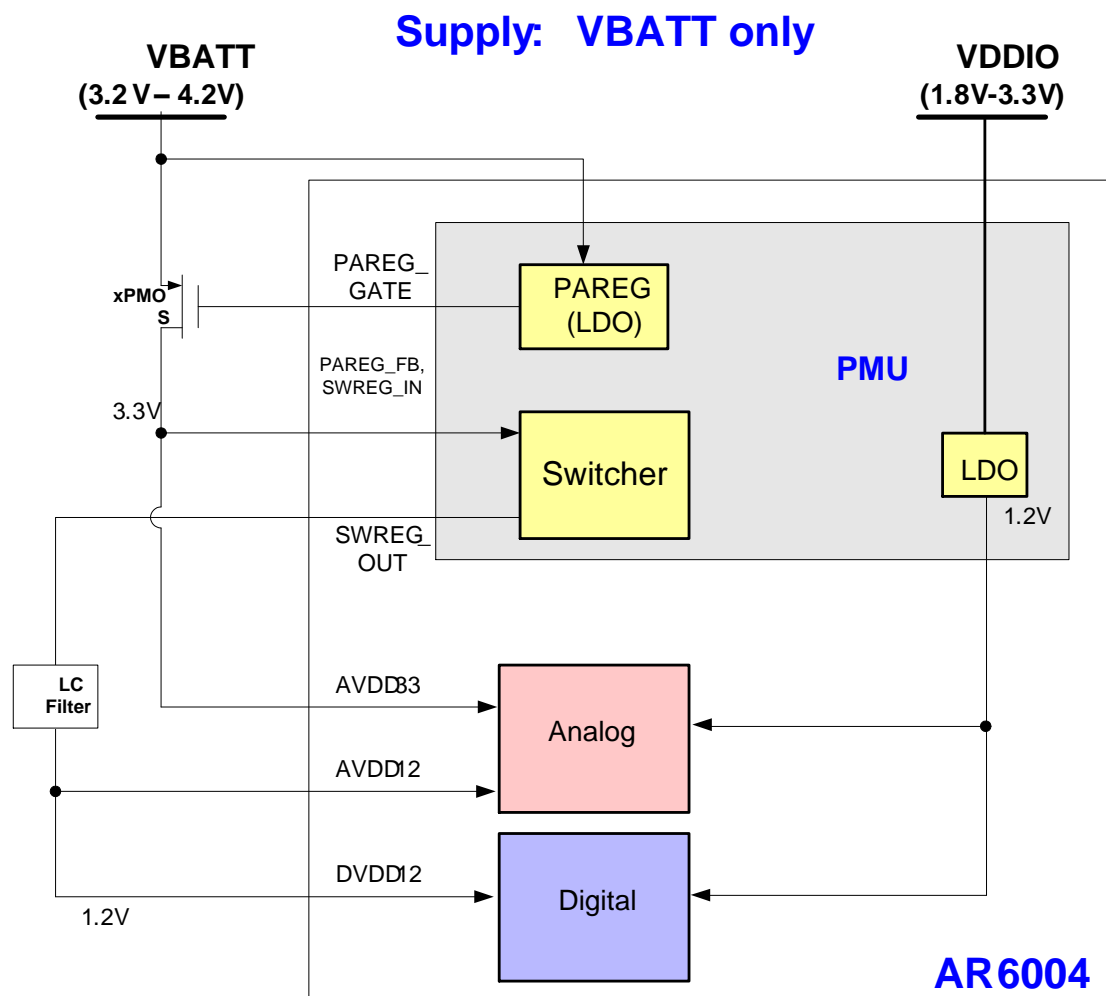 Supply: VBATT only
VBATT
(3.2 V – 4.2V)
VDDIO
(1.8V-3.3V)
PAREG_
GATE
PAREG
(LDO)
xPMO
S
PAREG_FB,
SWREG_IN
PMU
3.3V
Switcher
LDO
1.2V
SWREG_
OUT
LC
Filter
AVDD33
Analog
AVDD12
DVDD12
Digital
1.2V
AR6004